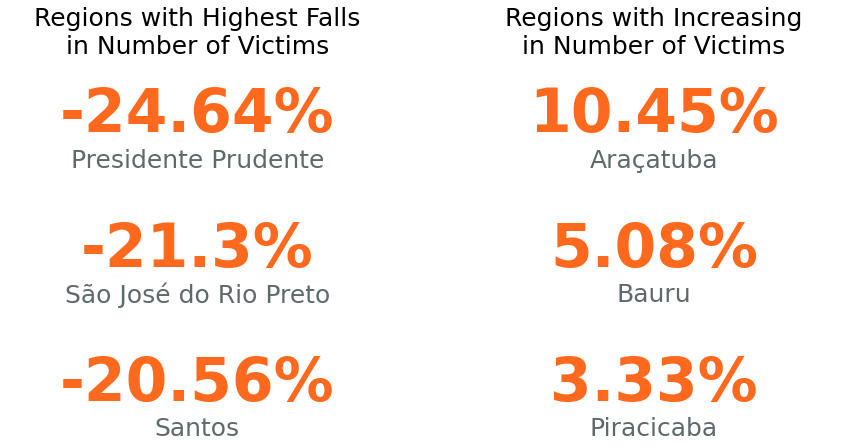 Regions with Highest Falls
in Number of Victims
-24.64%
Presidente Prudente
-21.3%
São José do Rio Preto
-20.56%
Santos
Regions with Increasing
in Number of Victims
10.45%
Araçatuba
5.08%
Bauru
3.33%
Piracicaba